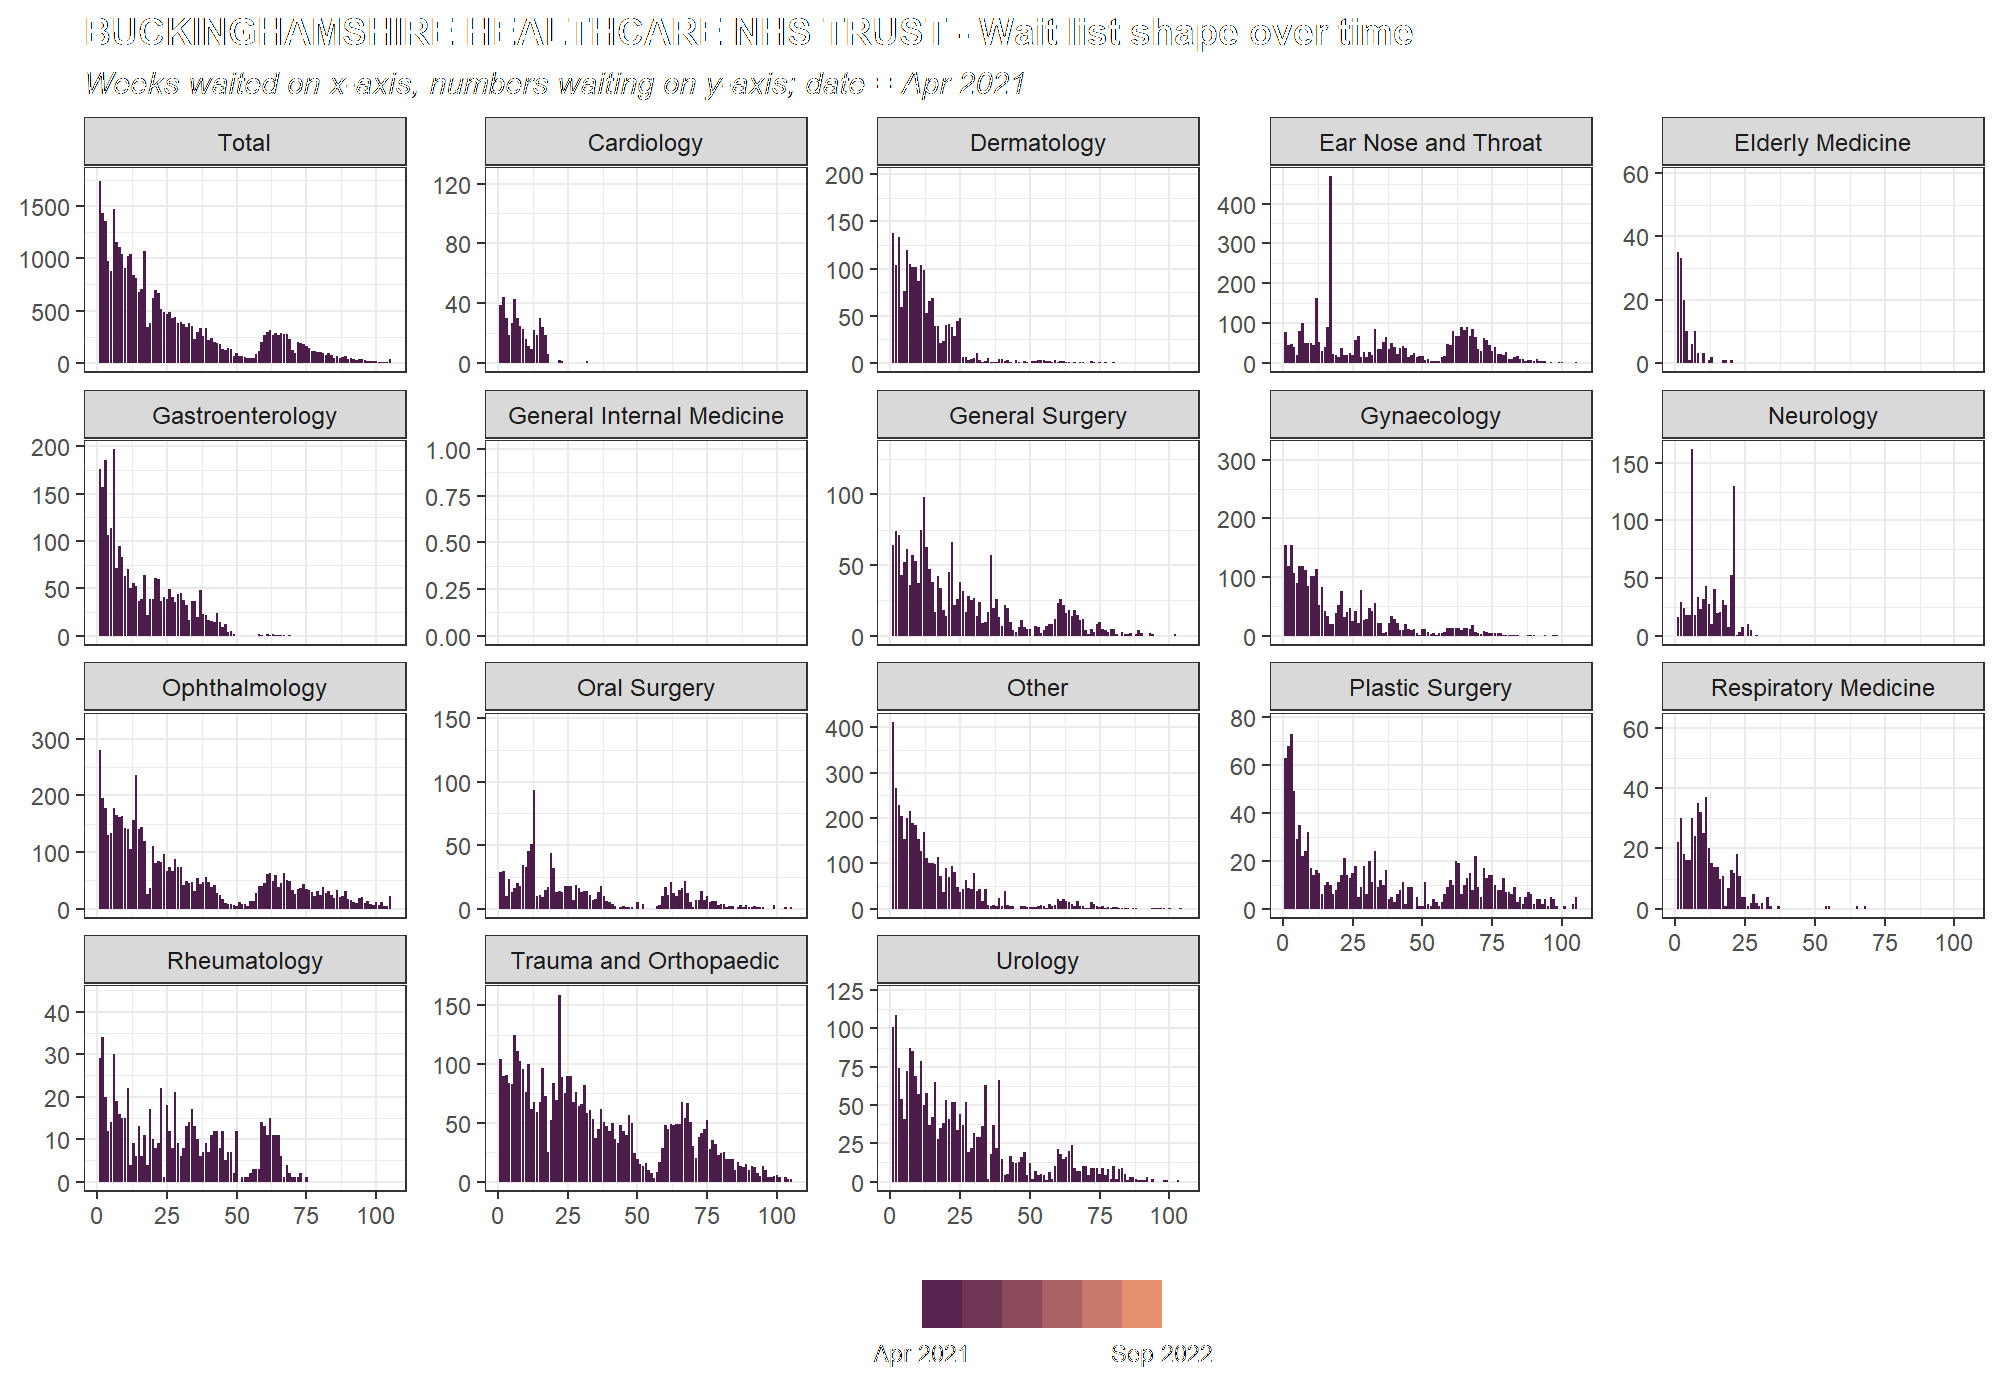 BUCKINGHAMSHIRE HEALTHCARE NHS TRUST - Wait list shape over time
Weeks waited on x-axis, numbers waiting on y-axis; date = Apr 2021
Total
Cardiology
Dermatology
Ear Nose and Throat
Elderly Medicine
1500
1000
500
0
120
80
40
0
200
150
100
50
0
400
300
200
100
0
60
40
20
0
Gastroenterology
General Internal Medicine
General Surgery
Gynaecology
Neurology
200
150
100
50
0
1.00
0.75
0.50
0.25
0.00
100
50
0
300
200
100
0
150
100
50
0
Ophthalmology
Oral Surgery
Other
Plastic Surgery
Respiratory Medicine
300
200
100
0
150
100
50
0
400
300
200
100
0
80
60
40
20
0
60
40
20
0
0 25 50 75 100
0 25 50 75 100
Rheumatology
Trauma and Orthopaedic
Urology
40
30
20
10
0
150
100
50
0
125
100
75
50
25
0
0 25 50 75 100
0 25 50 75 100
0 25 50 75 100
Apr 2021
Sep 2022